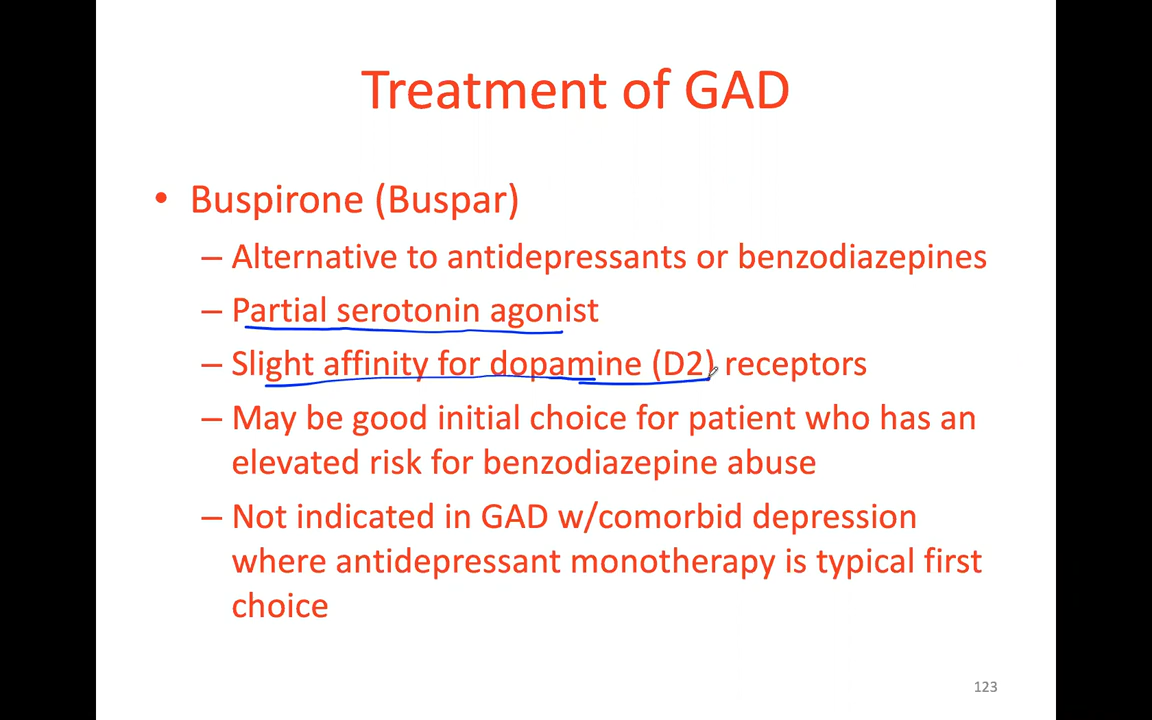 Treatment of GAD
• Buspirone (Buspar)
– Alternative to antidepressants or benzodiazepines
– Partial serotonin agonist
– Slight affinity for dopamine (D2) receptors
– May be good initial choice for patient who has an
elevated risk for benzodiazepine abuse
– Not indicated in GAD w/comorbid depression
where antidepressant monotherapy is typical first
choice
123